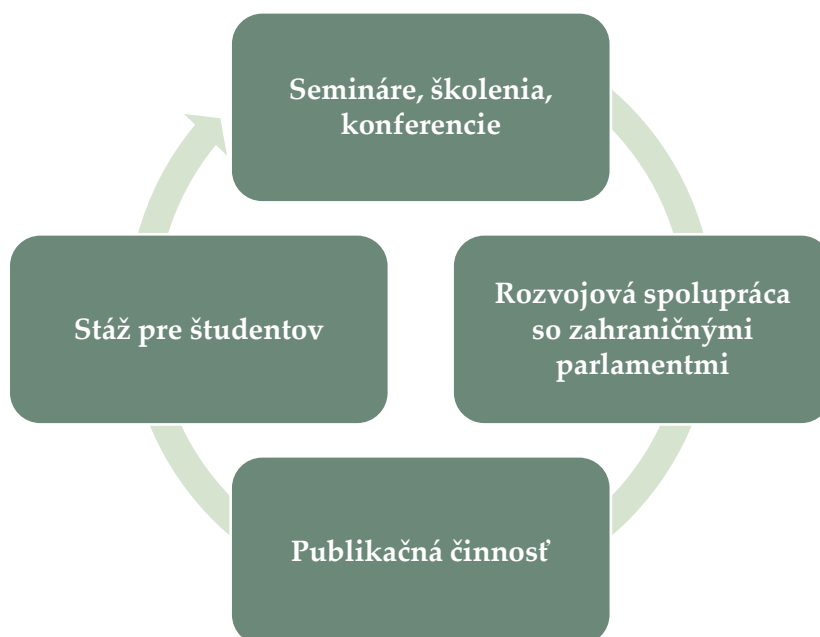 Semináre, školenia,
konferencie
Stáž pre študentov
Rozvojová spolupráca
so zahraničnými
parlamentmi
Publikačná činnosť